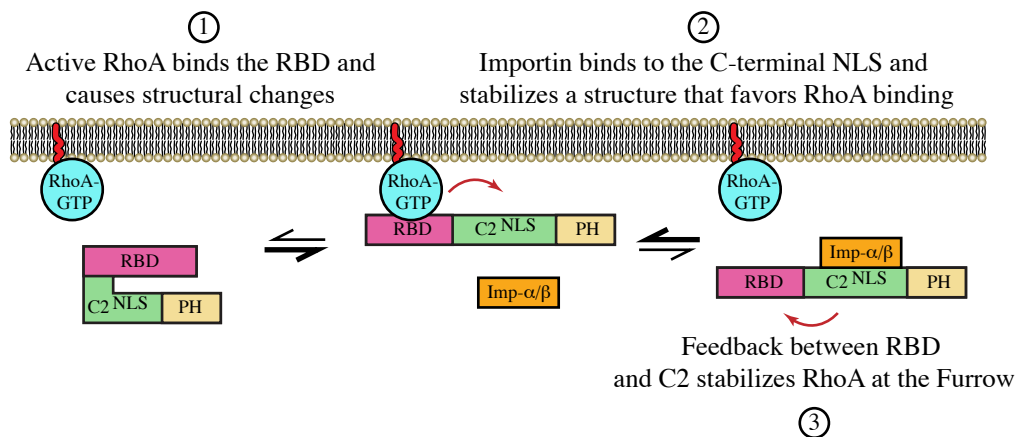 1
Active RhoA binds the RBD and
causes structural changes
2
Importin binds to the C-terminal NLS and
stabilizes a structure that favors RhoA binding
RhoA-
GTP
RBD
C2 NLS
PH
RhoA-
GTP
RBD
C2 NLS
PH
Imp-α/β
RhoA-
GTP
Imp-α/β
RBD
C2 NLS
PH
Feedback between RBD
and C2 stabilizes RhoA at the Furrow
3